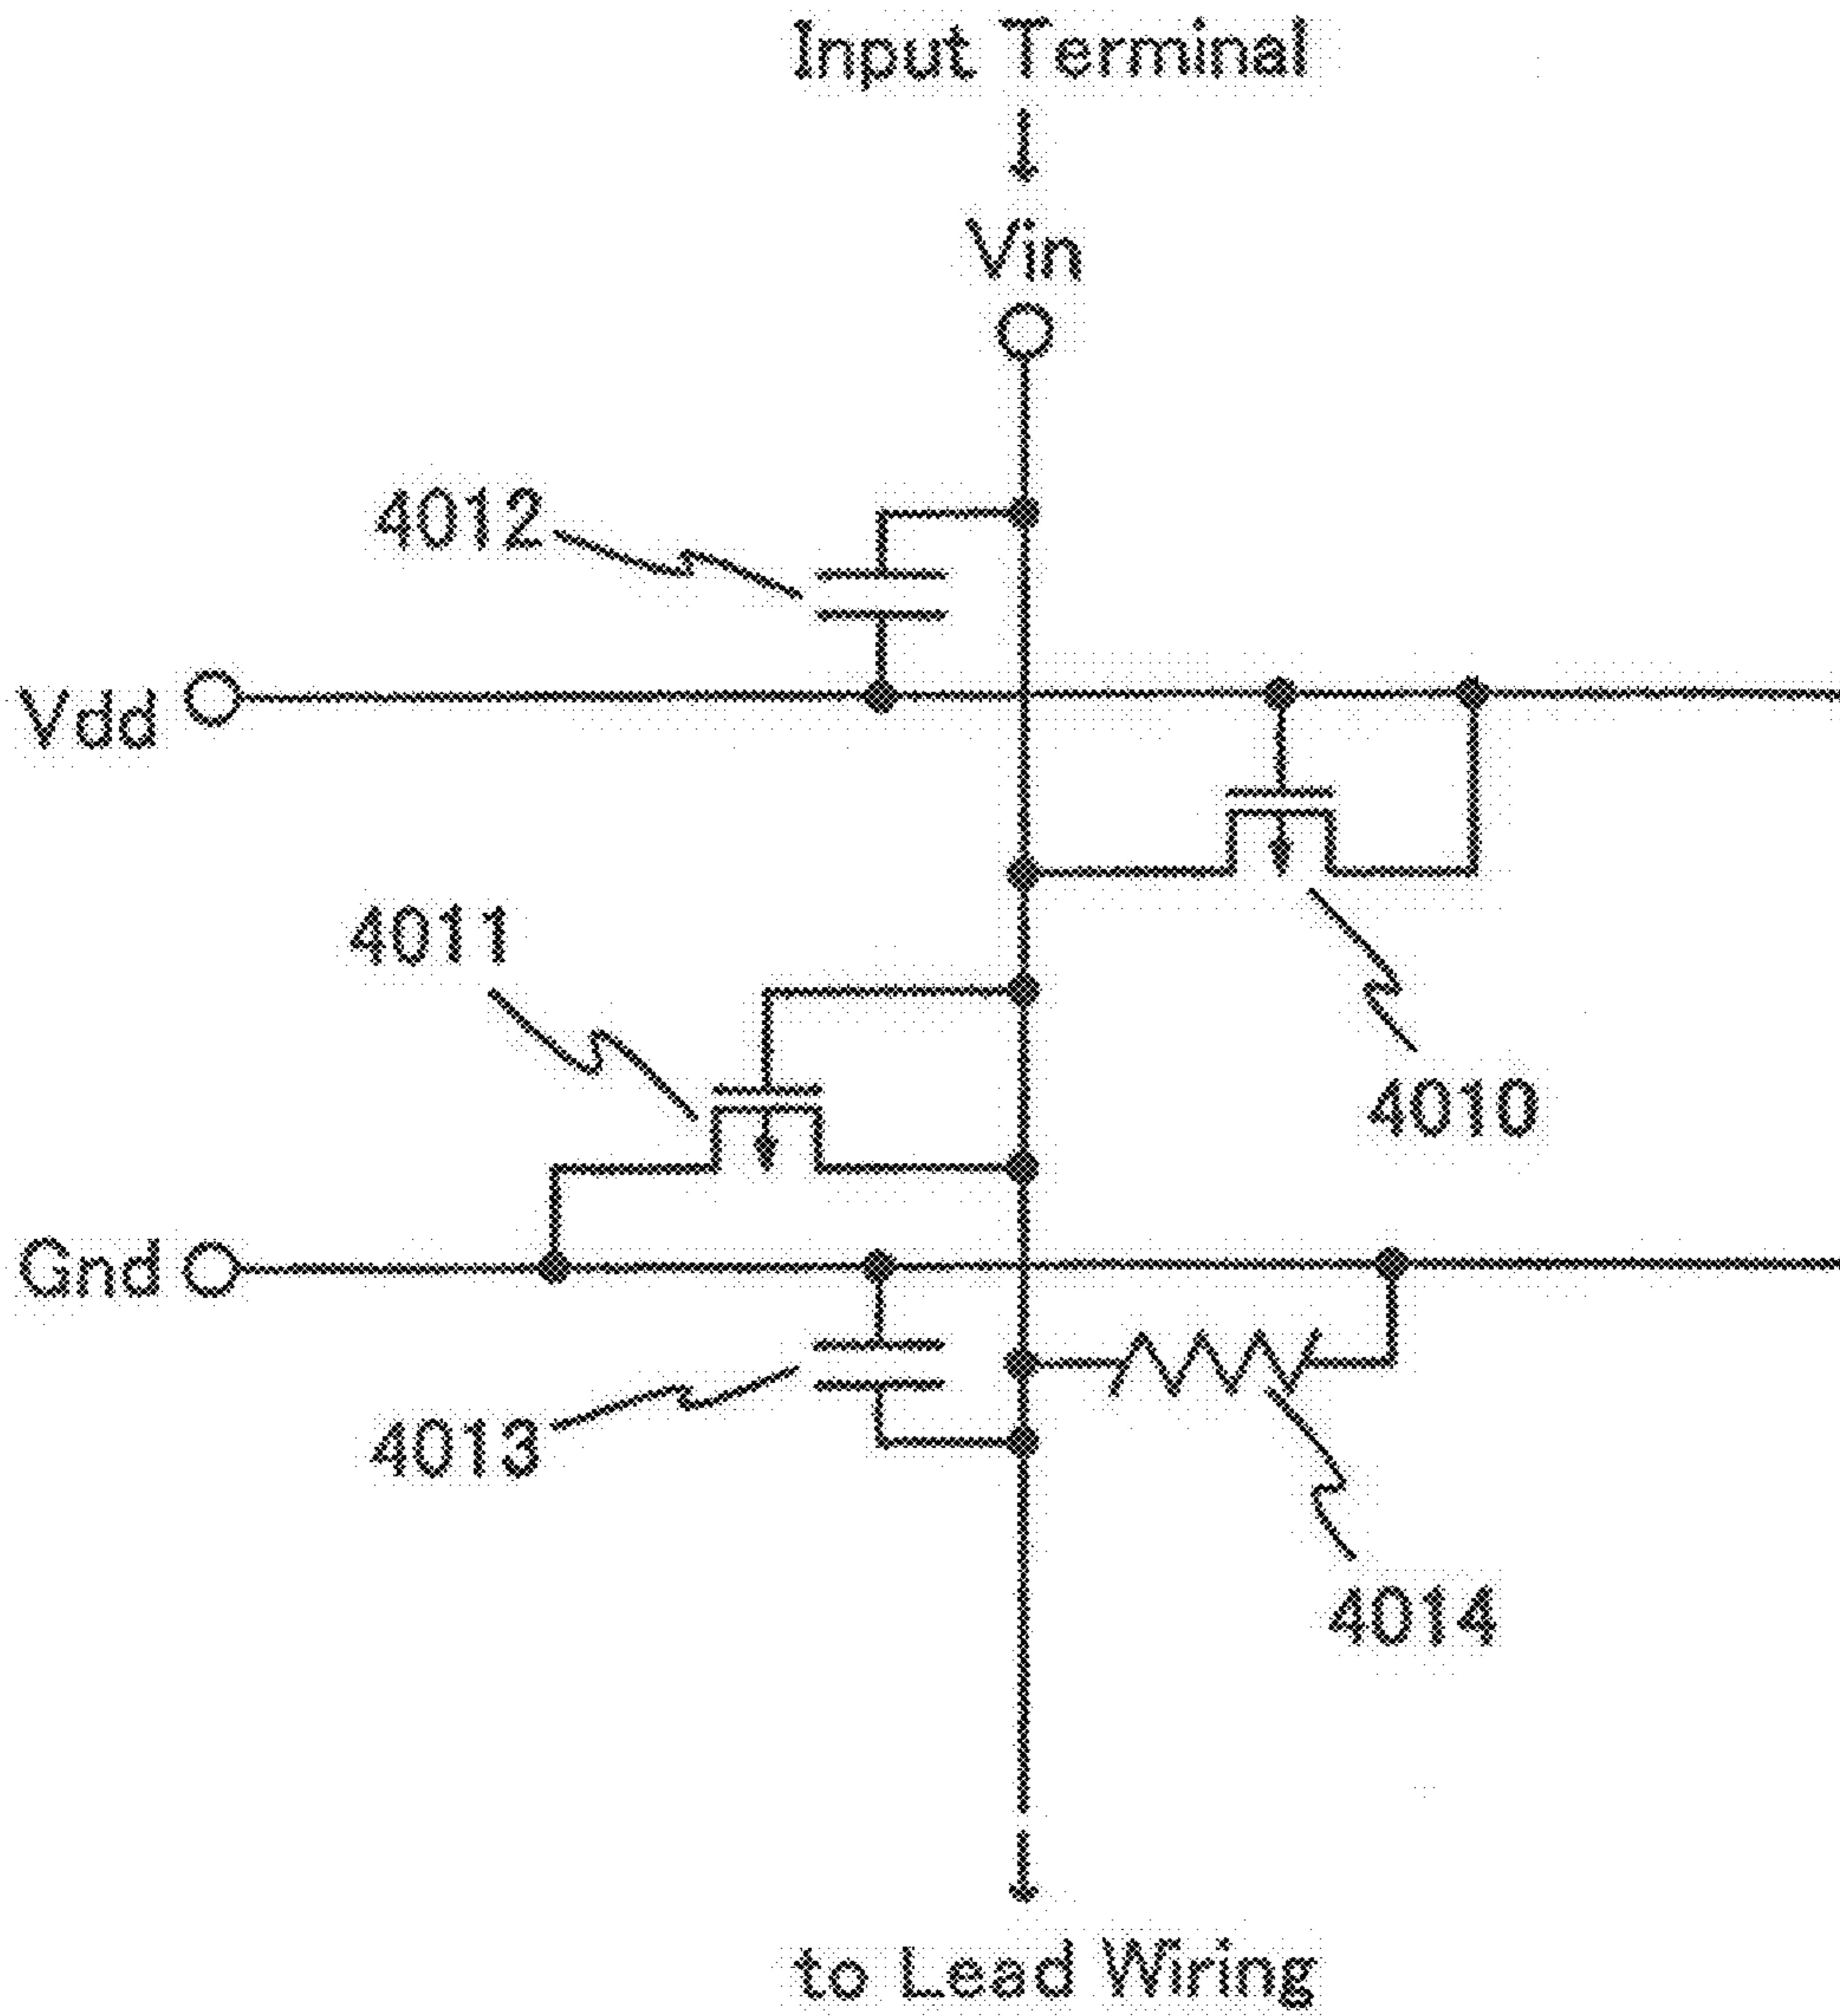 Input Terminal
Vin
4012
Vdd
4011
4010
Gnd
4013
4014
to Lead Wiring